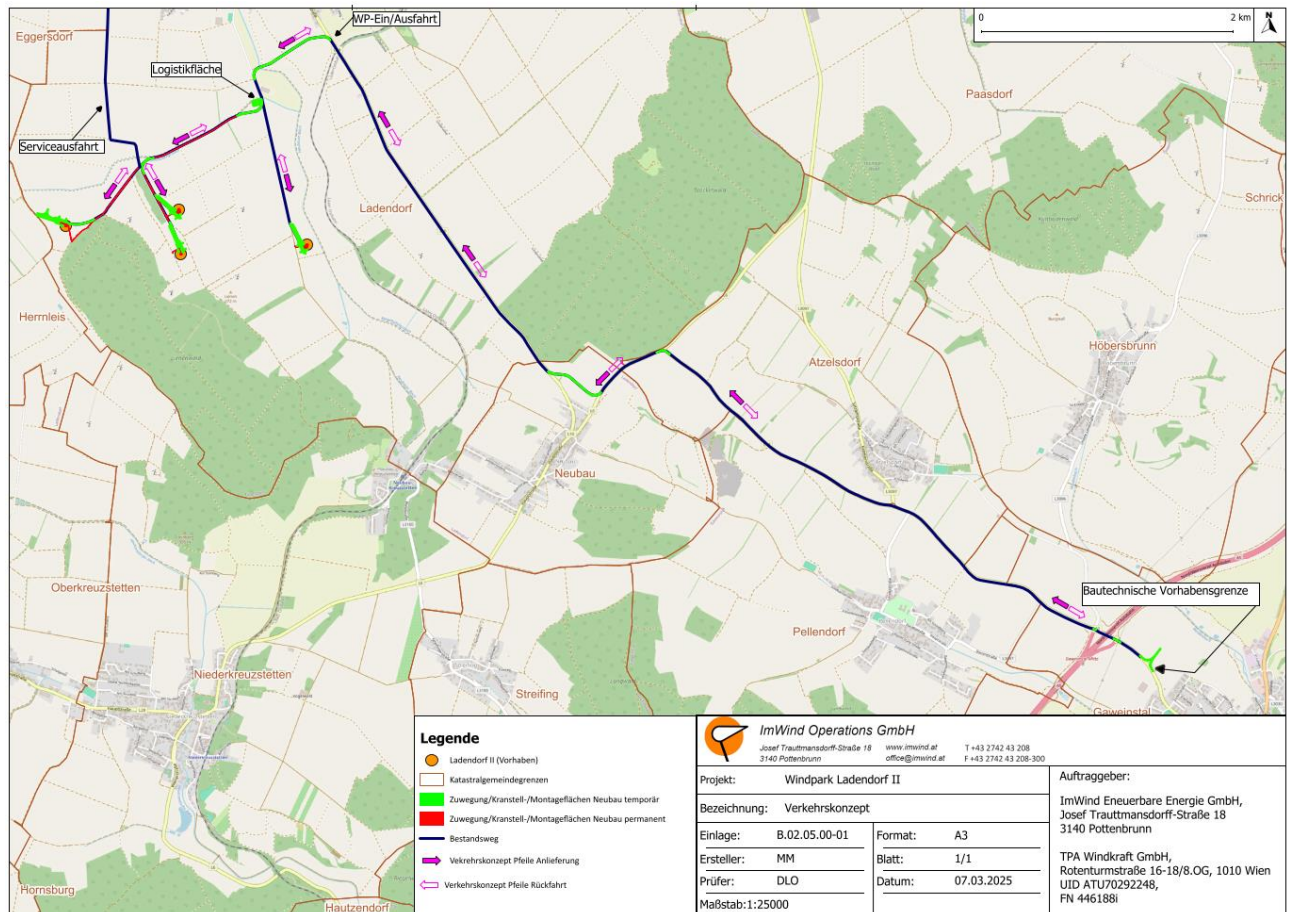 WP-Ein/Ausfahrt
0
2 km
N
Eggersdorf
Logistikfläche
Paasdorf
Serviceausfahrt
Schrick
Ladendorf
Herrnleis
Höbersbrunn
Atzelsdorf
Neubau
Oberkreuzstetten
Bautechnische Vorhabensgrenze
Pellendorf
Niederkreuzstetten
Streifing
Gaweinstal
Hornsburg
Hautzendorf
Legende
Ladendorf II (Vorhaben)
Katastralgemeindegrenzen
Zuwegung/Kranstell-/Montageflächen Neubau temporär
Zuwegung/Kranstell-/Montageflächen Neubau permanent
Bestandsweg
Vekrehrskonzept Pfeile Anlieferung
Verkehrskonzept Pfeile Rückfahrt
ImWind Operations GmbH
Josef Trauttmansdorff-Straße 18 www.imwind.at T +43 2742 43 208
3140 Pottenbrunn office@imwind.at F +43 2742 43 208-300
Projekt: Windpark Ladendorf II
Bezeichnung: Verkehrskonzept
Einlage: B.02.05.00-01 Format: A3
Ersteller: MM Blatt: 1/1
Prüfer: DLO Datum: 07.03.2025
Maßstab:1:25000
Auftraggeber:
ImWind Eneuerbare Energie GmbH,
Josef Trauttmansdorff-Straße 18
3140 Pottenbrunn
TPA Windkraft GmbH,
Rotenturmstraße 16-18/8.OG, 1010 Wien
UID ATU70292248,
FN 446188i